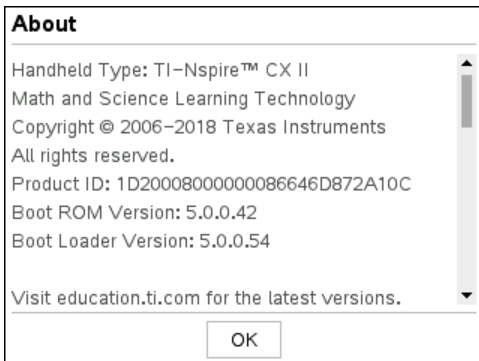 About
Handheld Type: TI-Nspire™ CX II
Math and Science Learning Technology
Copyright © 2006-2018 Texas Instruments
All rights reserved.
Product ID: 1D20008000000086646D872A10C
Boot ROM Version: 5.0.0.42
Boot Loader Version: 5.0.0.54
Visit education.ti.com for the latest versions.
OK